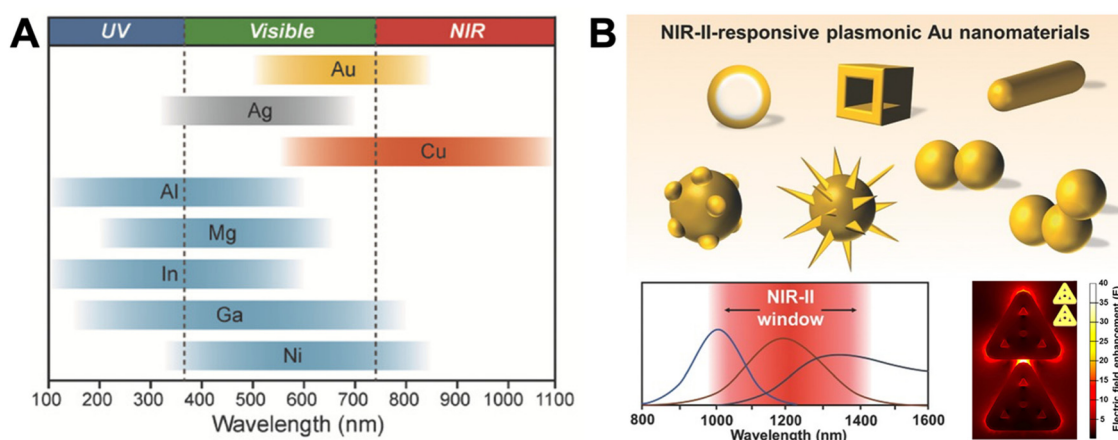 A
UV Visible NIR
Au
Ag
Cu
Al
Mg
In
Ga
Ni
100 200 300 400 500 600 700 800 900 1000 1100
Wavelength (nm)
B
NIR-II-responsive plasmonic Au nanomaterials
NIR-II
window
800 1000 1200 1400 1600
Wavelength (nm)
40
35
30
25
20
15
10
5
Electric field enhancement (E)